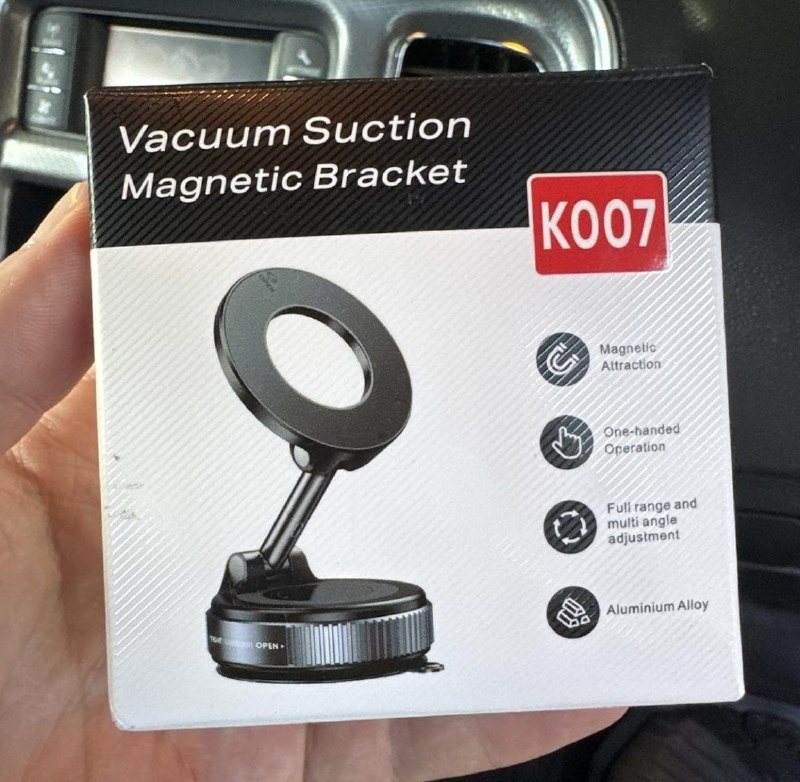 Vacuum Suction
Magnetic Bracket
K007
Magnetic
Attraction
One-handed
Operation
Full range and
multi angle
adjustment
Aluminium Alloy
TIGHT
OPEN